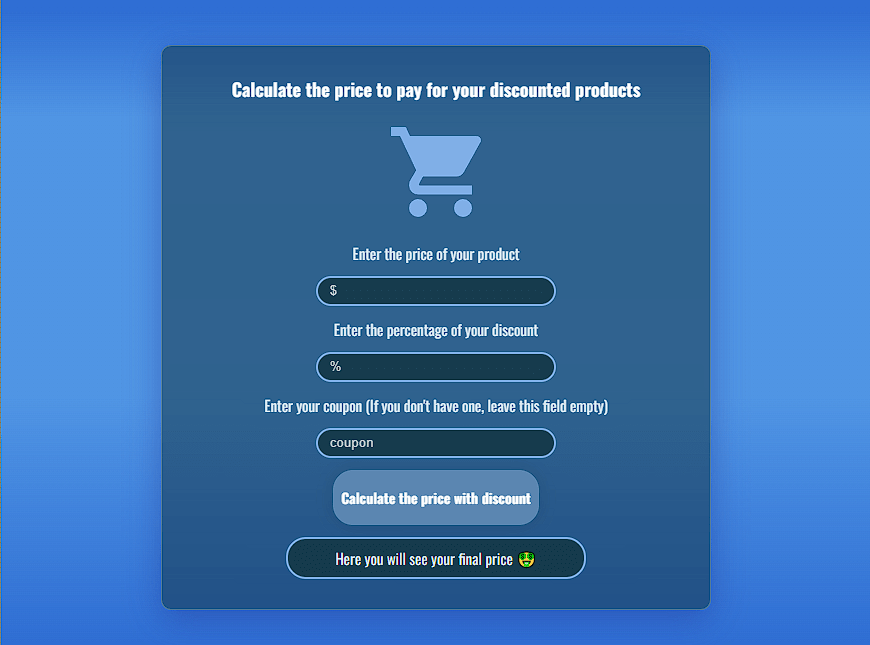 Calculate the price to pay for your discounted products
Enter the price of your product
$
Enter the percentage of your discount
%
Enter your coupon (If you don't have one, leave this field empty)
coupon
Calculate the price with discount
Here you will see your final price 🤑